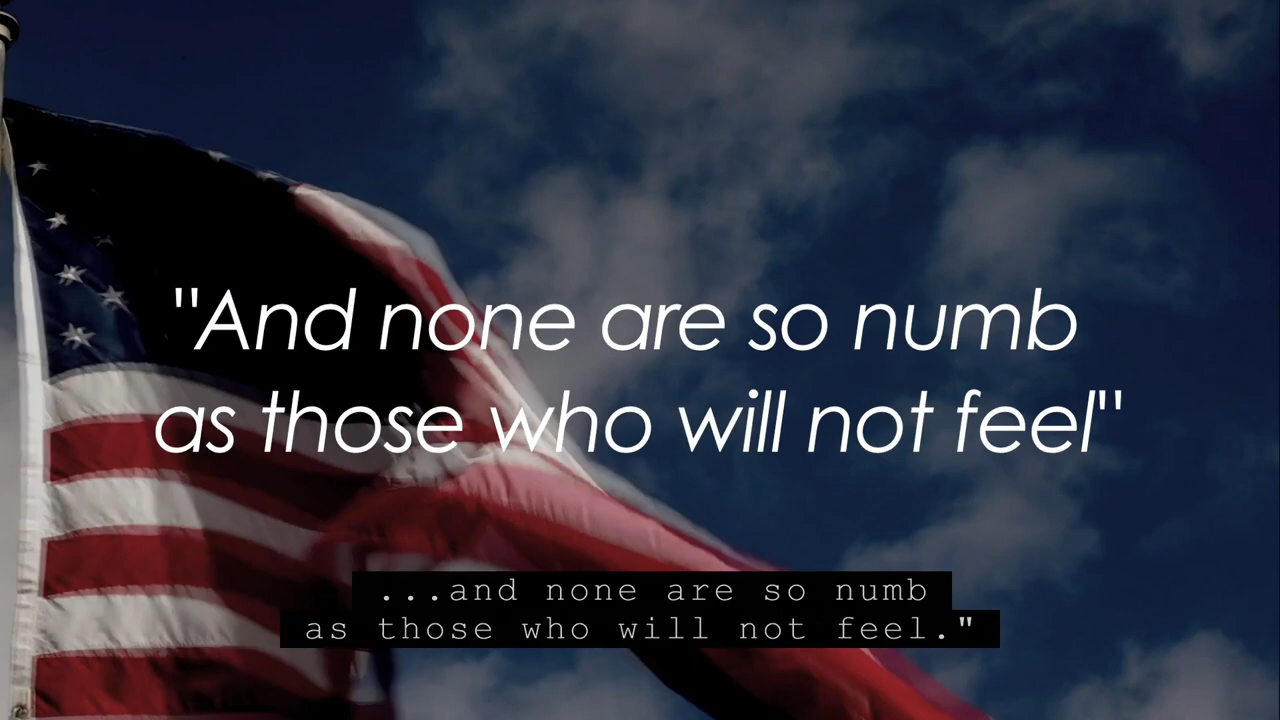 "And none are so numb
as those who will not feel"
...and none are so numb
as those who will not feel."